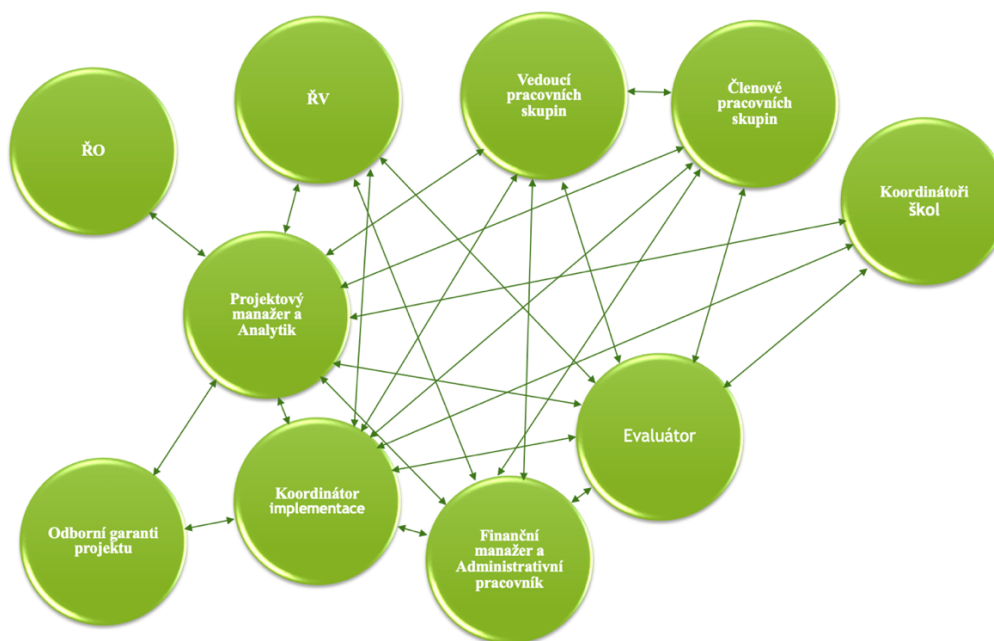 ŘO
ŘV
Vedoucí
pracovních
skupin
Členové
pracovních
skupin
Koordinátoři
škol
Projektový
manažer a
Analytik
Evaluátor
Odborní garanti
projektu
Koordinátor
implementace
Finanční
manažer a
Administrativní
pracovník